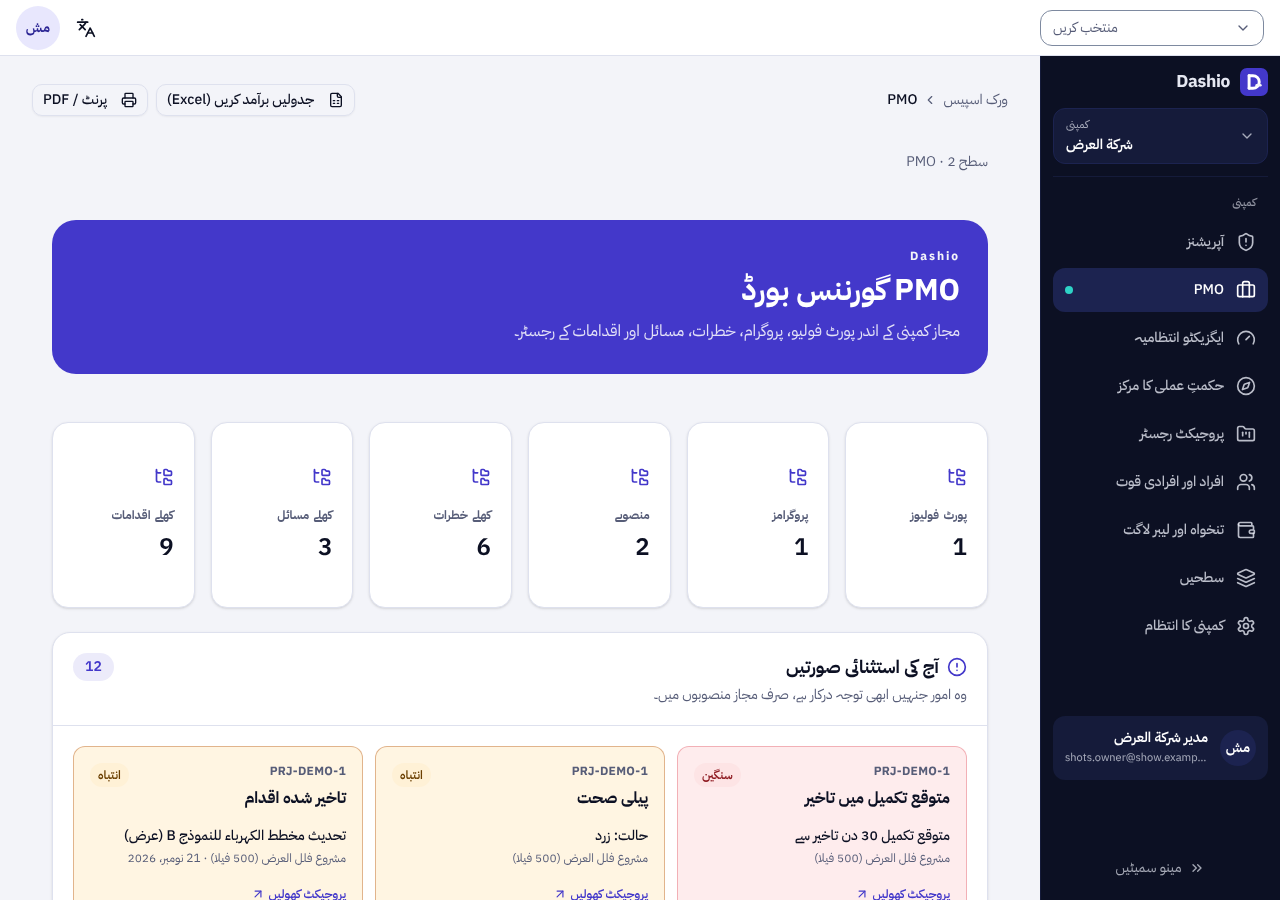 منتخب کریں
مش
Dashio
کمپنی
شركة العرض
کمپنی
آپریشنز
PMO
ایگزیکٹو انتظامیہ
حکمتِ عملی کا مرکز
پروجیکٹ رجسٹر
افراد اور افرادی قوت
تنخواہ اور لیبر لاگت
سطحیں
کمپنی کا انتظام
مش
مدير شركة العرض
shots.owner@show.examp...
مینو سمیٹیں
ورک اسپیس
PMO
جدولیں برآمد کریں (Excel)
پرنٹ / PDF
سطح 2 · PMO
Dashio
PMO گورننس بورڈ
مجاز کمپنی کے اندر پورٹ فولیو، پروگرام، خطرات، مسائل اور اقدامات کے رجسٹر۔
پورٹ فولیوز
1
پروگرامز
1
منصوبے
2
کھلے خطرات
6
کھلے مسائل
3
کھلے اقدامات
9
آج کی استثنائی صورتیں
12
وہ امور جنہیں ابھی توجہ درکار ہے، صرف مجاز منصوبوں میں۔
PRJ-DEMO-1
سنگین
متوقع تکمیل میں تاخیر
متوقع تکمیل 30 دن تاخیر سے
مشروع فلل العرض (500 فيلا)
پروجیکٹ کھولیں
PRJ-DEMO-1
انتباہ
پیلی صحت
حالت: زرد
مشروع فلل العرض (500 فيلا)
پروجیکٹ کھولیں
PRJ-DEMO-1
انتباہ
تاخیر شدہ اقدام
تحديث مخطط الكهرباء للنموذج B (عرض)
مشروع فلل العرض (500 فيلا) · 21 نومبر، 2026
پروجیکٹ کھولیں